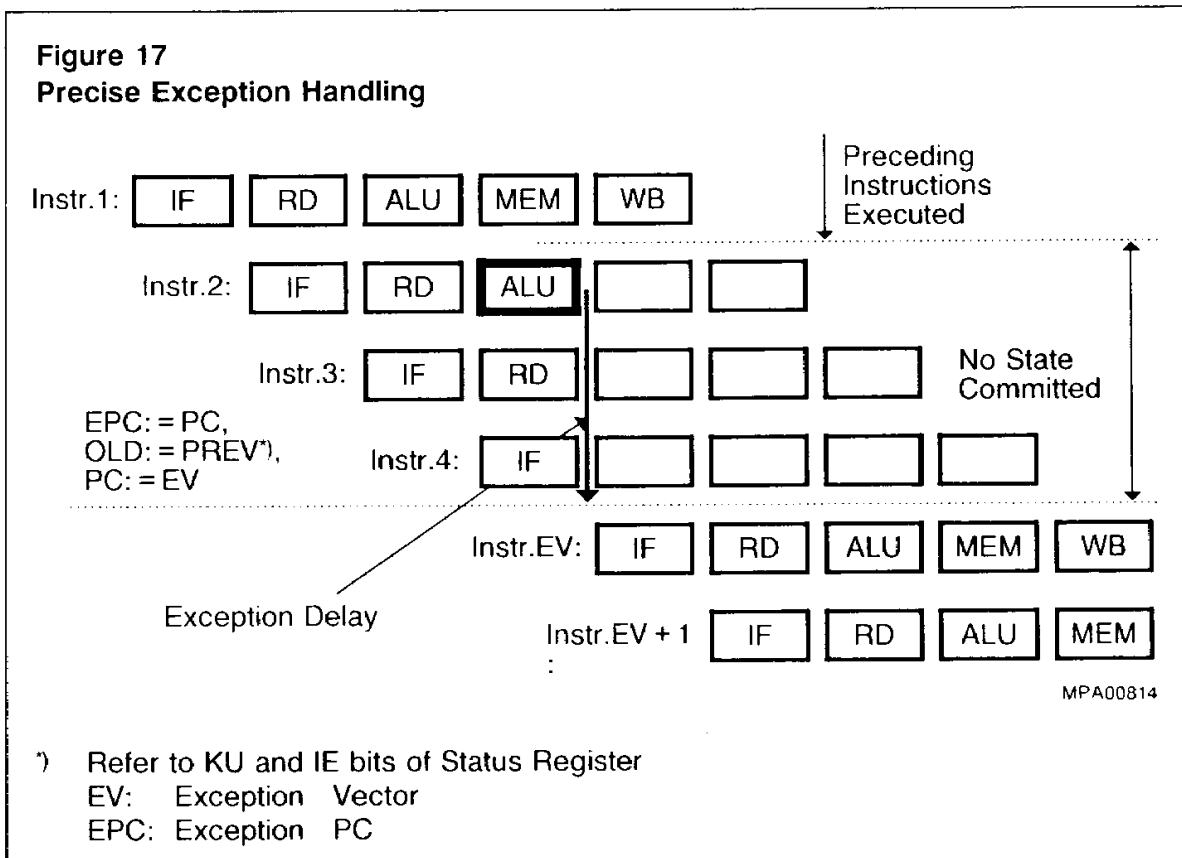 Figure 17
Precise Exception Handling
Preceding
Instructions
Executed
Instr.1: IF RD ALU MEM WB
Instr.2: IF RD ALU
Instr.3: IF RD
No State
Committed
EPC: = PC,
OLD: = PREV*),
PC: = EV
Instr.4: IF
Instr.EV: IF RD ALU MEM WB
Exception Delay
Instr.EV + 1 IF RD ALU MEM
:
MPA00814
*) Refer to KU and IE bits of Status Register
EV: Exception Vector
EPC: Exception PC